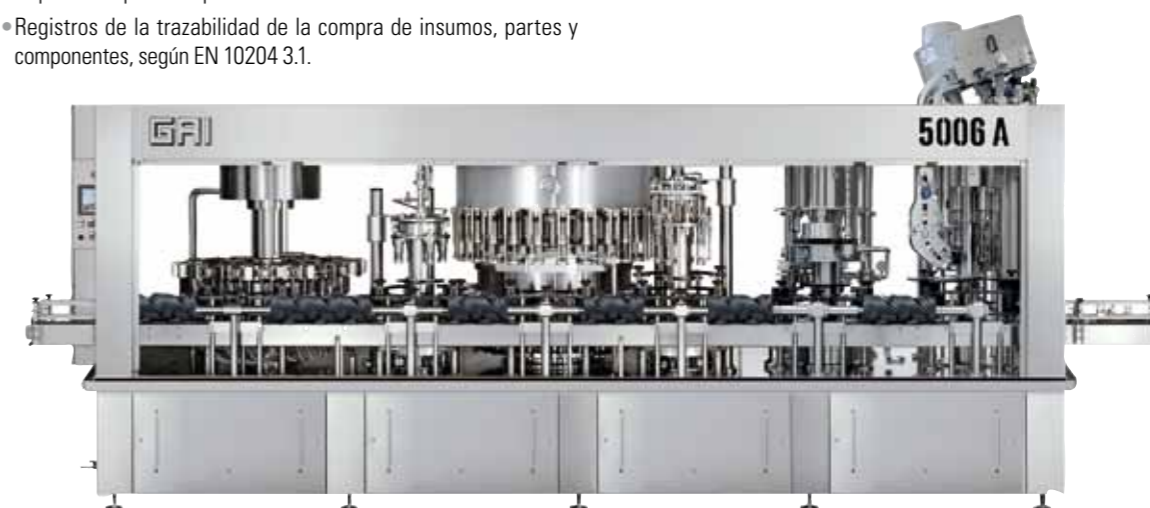 •Registros de la trazabilidad de la compra de insumos, partes y
componentes, según EN 10204 3.1.
GAI
5006 A